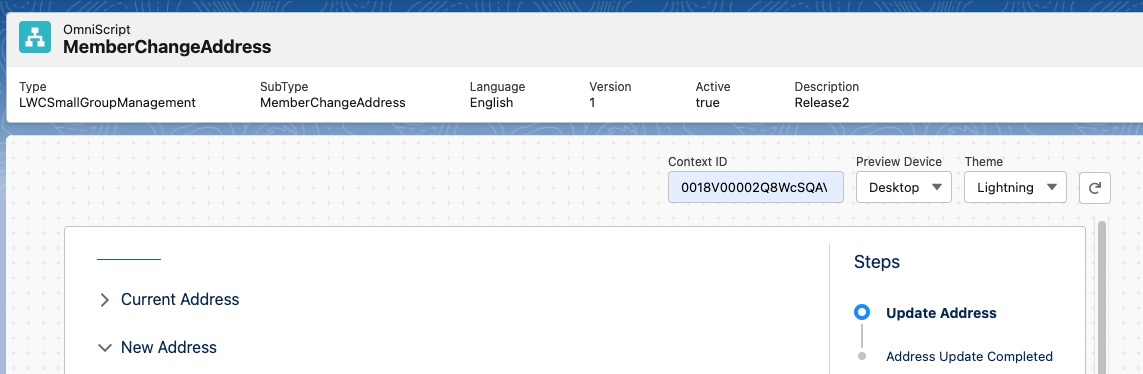 OmniScript
MemberChangeAddress
Type SubType Language Version Active Description
LWCSmallGroupManagement MemberChangeAddress English 1 true Release2
Context ID Preview Device Theme
0018V00002Q8WcSQA\ Desktop Lightning
Steps
Current Address
Update Address
New Address
Address Update Completed